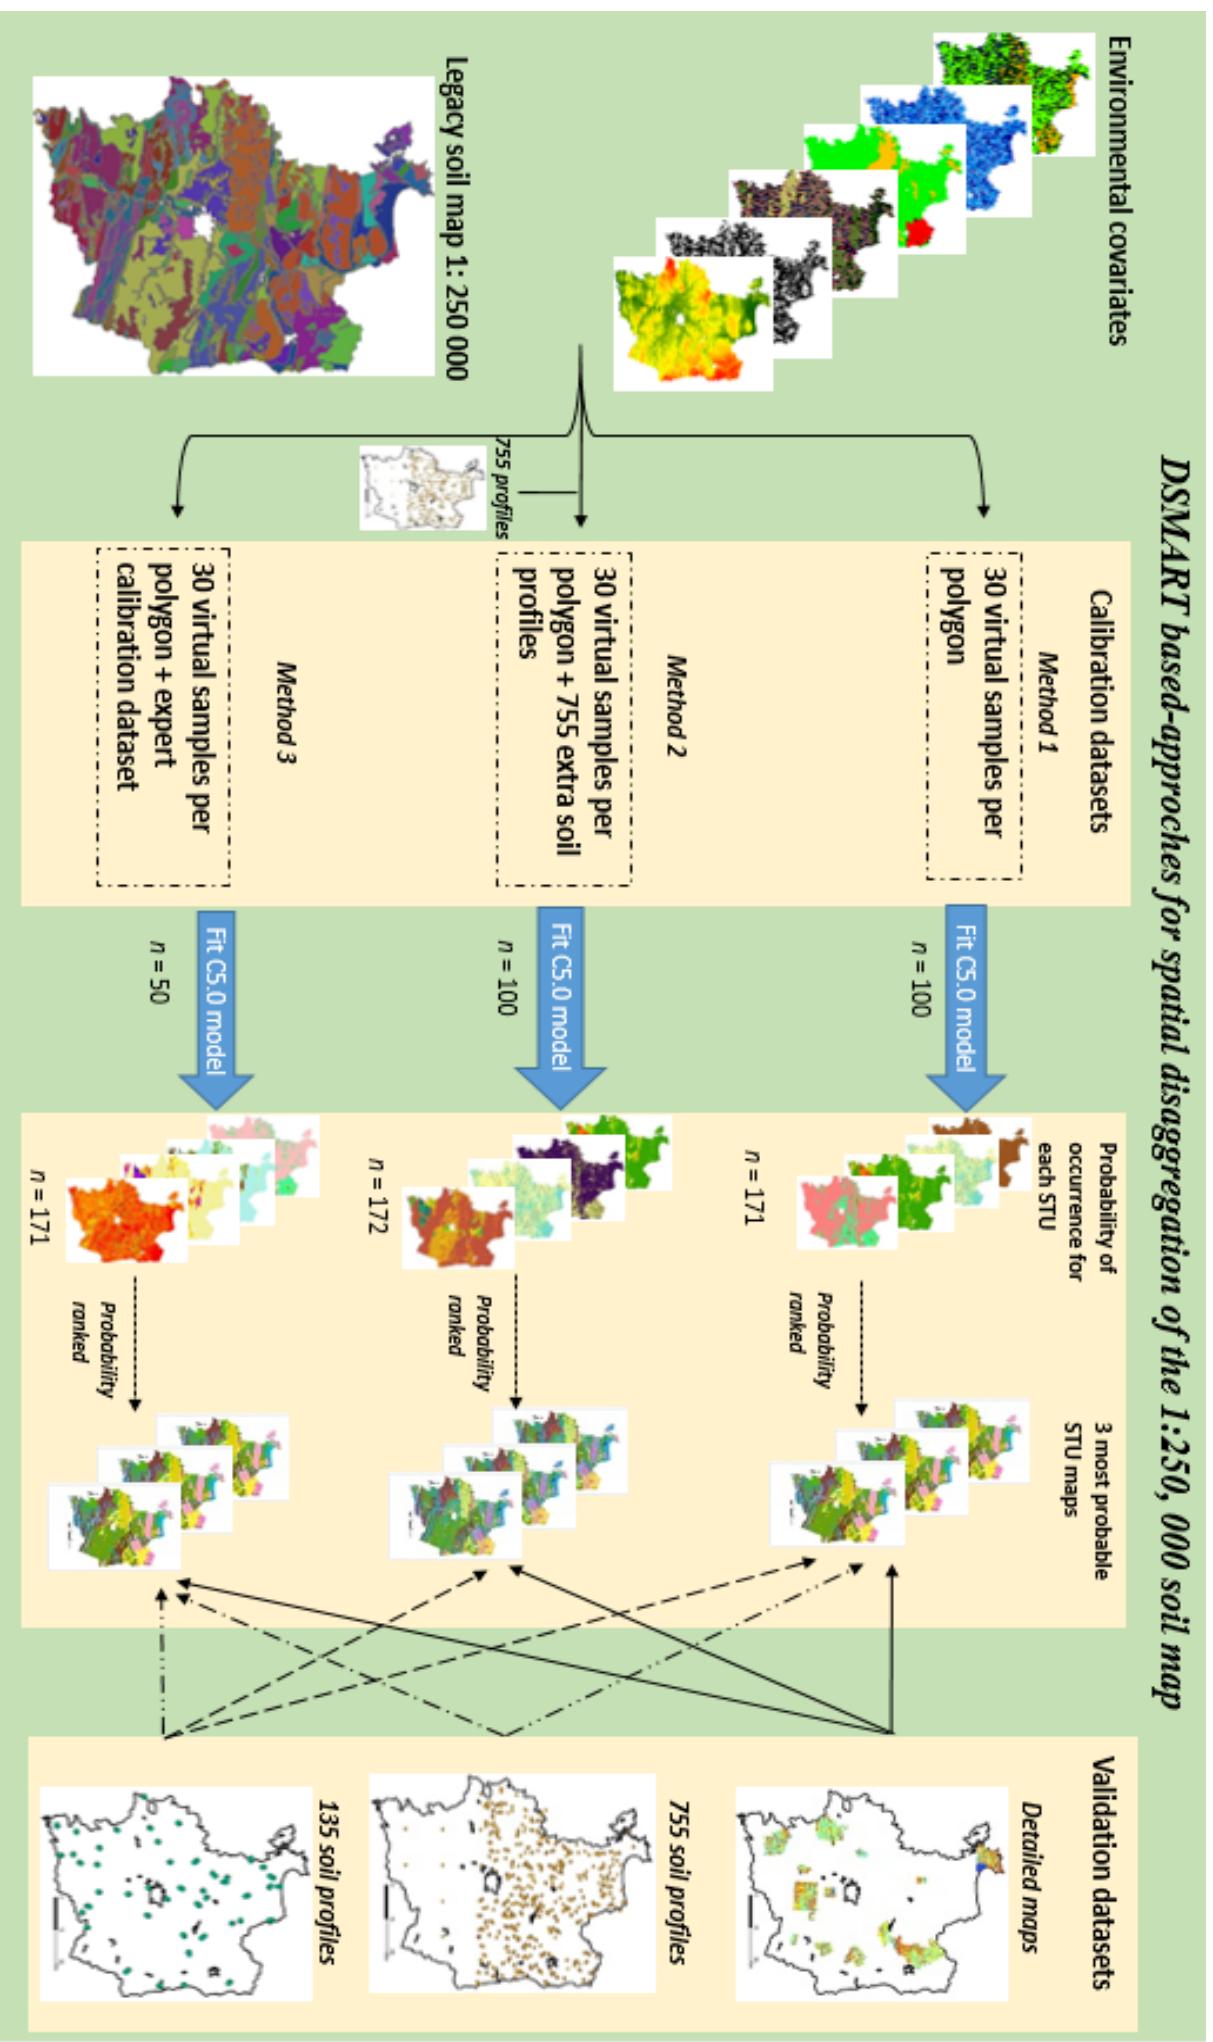 DSMART based-approches for spatial disaggregation of the 1:250, 000 soil map
Environmental covariates
Legacy soil map 1: 250 000
755 profiles
Calibration datasets
Method 1
30 virtual samples per
polygon
Method 2
30 virtual samples per
polygon + 755 extra soil
profiles
Method 3
30 virtual samples per
polygon + expert
calibration dataset
Fit C5.0 model
n = 100
Fit C5.0 model
n = 100
Fit C5.0 model
n = 50
Probability of
occurrence for
each STU
n = 171
n = 172
n = 171
Probability
ranked
Probability
ranked
Probability
ranked
3 most probable
STU maps
Validation datasets
Detailed maps
755 soil profiles
135 soil profiles